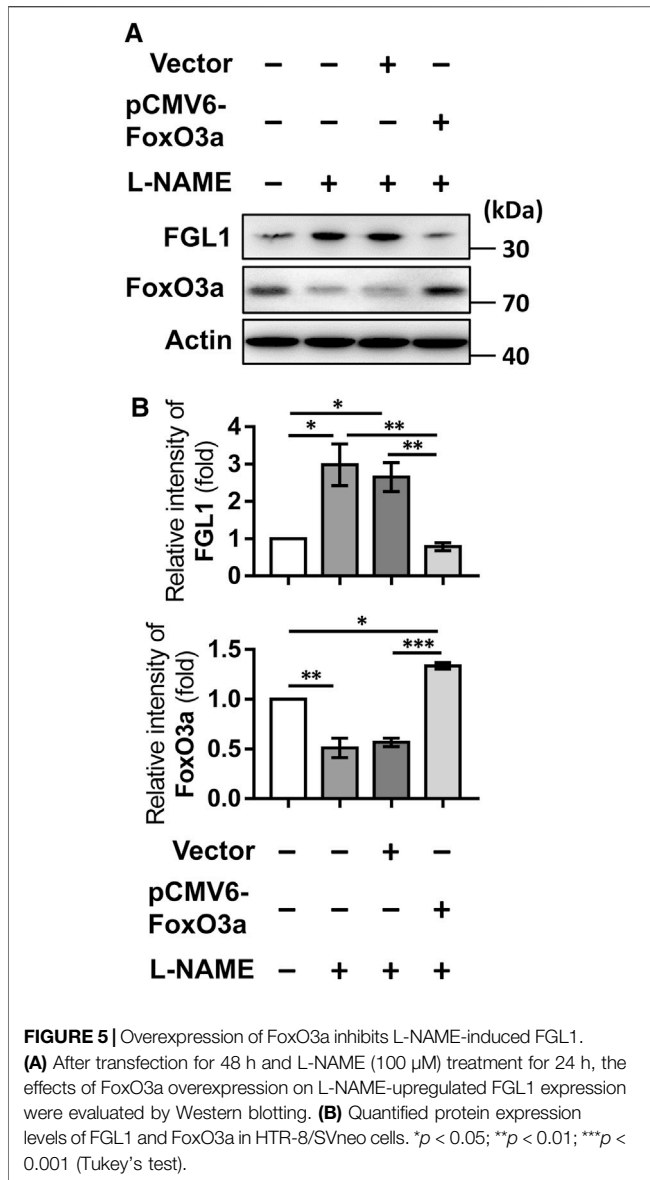 A
Vector – – + –
pCMV6-
FoxO3a – – – +
L-NAME – + + +
(kDa)
FGL1
30
FoxO3a
70
Actin
40
B
Relative intensity of
FGL1 (fold)
4
3
2
1
0
*
* **
**
Relative intensity of
FoxO3a (fold)
1.5
1.0
0.5
0.0
*
***
**
Vector – – + –
pCMV6-
FoxO3a – – – +
L-NAME – + + +
FIGURE 5 | Overexpression of FoxO3a inhibits L-NAME-induced FGL1.
(A) After transfection for 48 h and L-NAME (100 µM) treatment for 24 h, the
effects of FoxO3a overexpression on L-NAME-upregulated FGL1 expression
were evaluated by Western blotting. (B) Quantified protein expression
levels of FGL1 and FoxO3a in HTR-8/SVneo cells. *p < 0.05; **p < 0.01; ***p <
0.001 (Tukey's test).